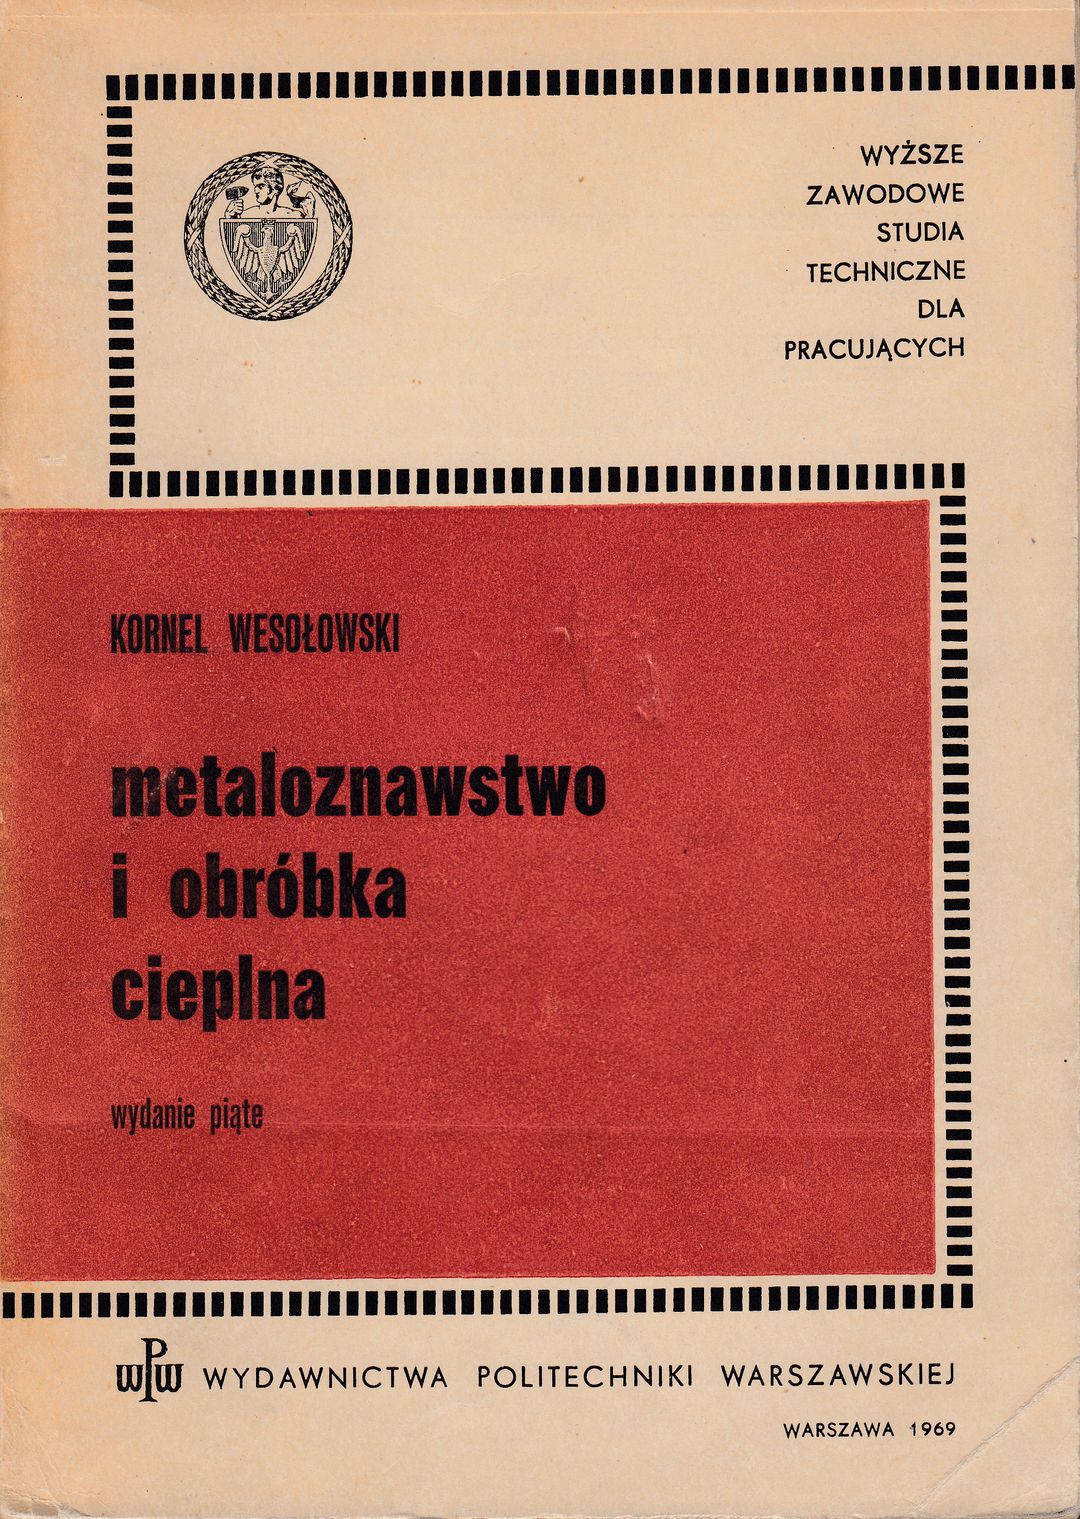 WYŻSZE
ZAWODOWE
STUDIA
TECHNICZNE
DLA
PRACUJĄCYCH
KORNEL WESOŁOWSKI
metaloznawstwo
i obróbka
cieplna
wydanie piąte
wPw WYDAWNICTWA POLITECHNIKI WARSZAWSKIEJ
WARSZAWA 1969